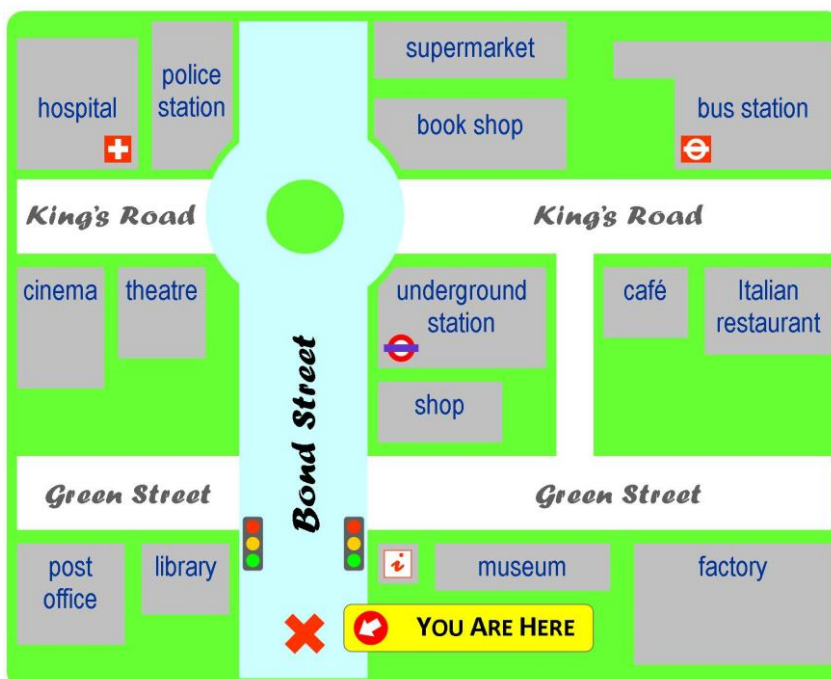 hospital
police
station
supermarket
book shop
bus station
King's Road
King's Road
cinema
theatre
underground
station
café
Italian
restaurant
shop
Bond Street
Green Street
Green Street
post
office
library
i
museum
factory
YOU ARE HERE